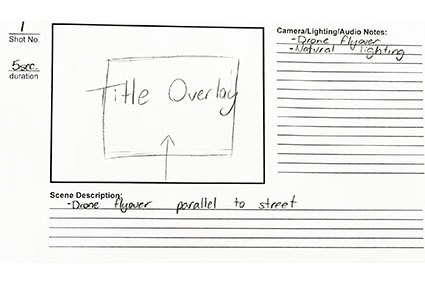 1
Shot No.
5sec.
duration
Title Overlay
Camera/Lighting/Audio Notes:
-Drone flyover
-Natural lighting
Scene Description:
-Drone flyover parallel to street